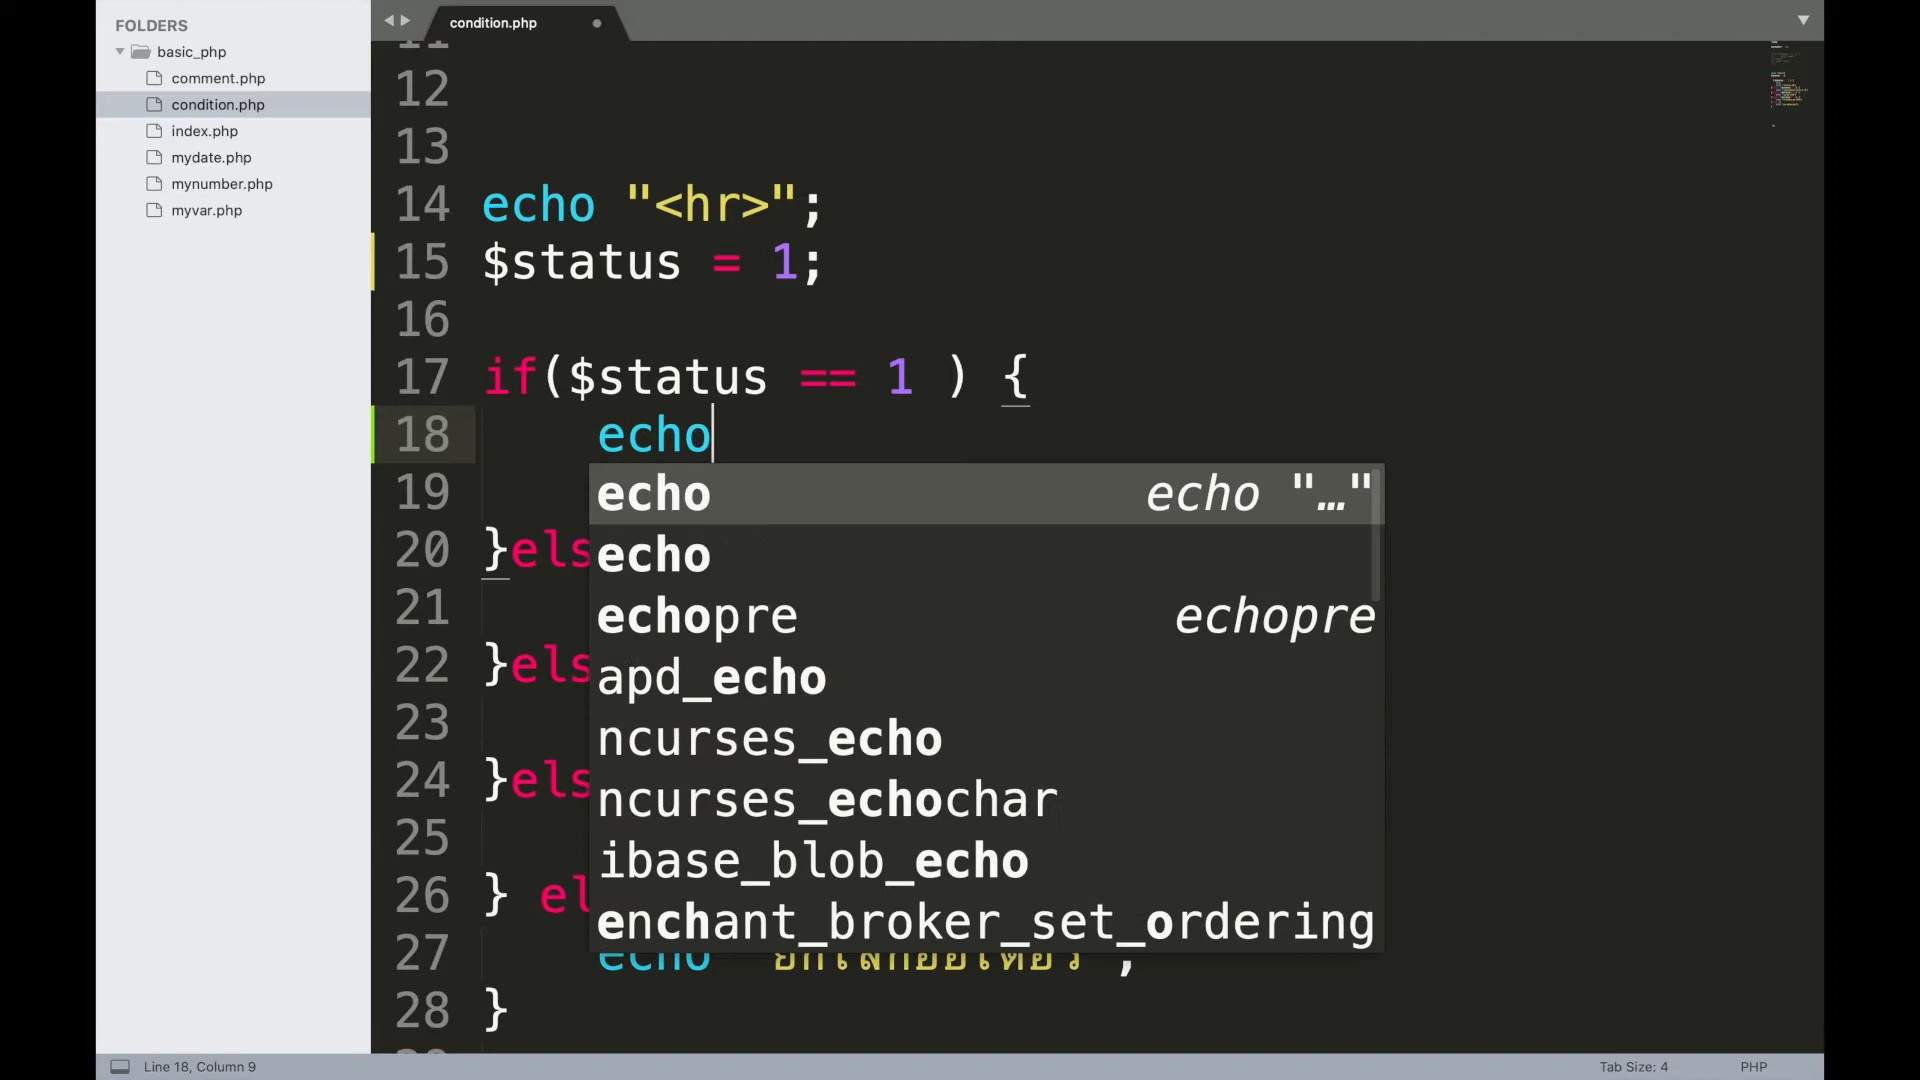 FOLDERS
basic_php
comment.php
condition.php
index.php
mydate.php
mynumber.php
myvar.php
condition.php
12
13
14 echo "<hr>";
15 $status = 1;
16
17 if($status == 1 ) {
18 echo
echo echo "…"
19
echo
20 }els
echopre echopre
21
22 }els
apd_echo
23
ncurses_echo
24 }els
ncurses_echochar
25
ibase_blob_echo
26 } el
enchant_broker_set_ordering
27 echo
28 }
Line 18, Column 9
Tab Size: 4
PHP